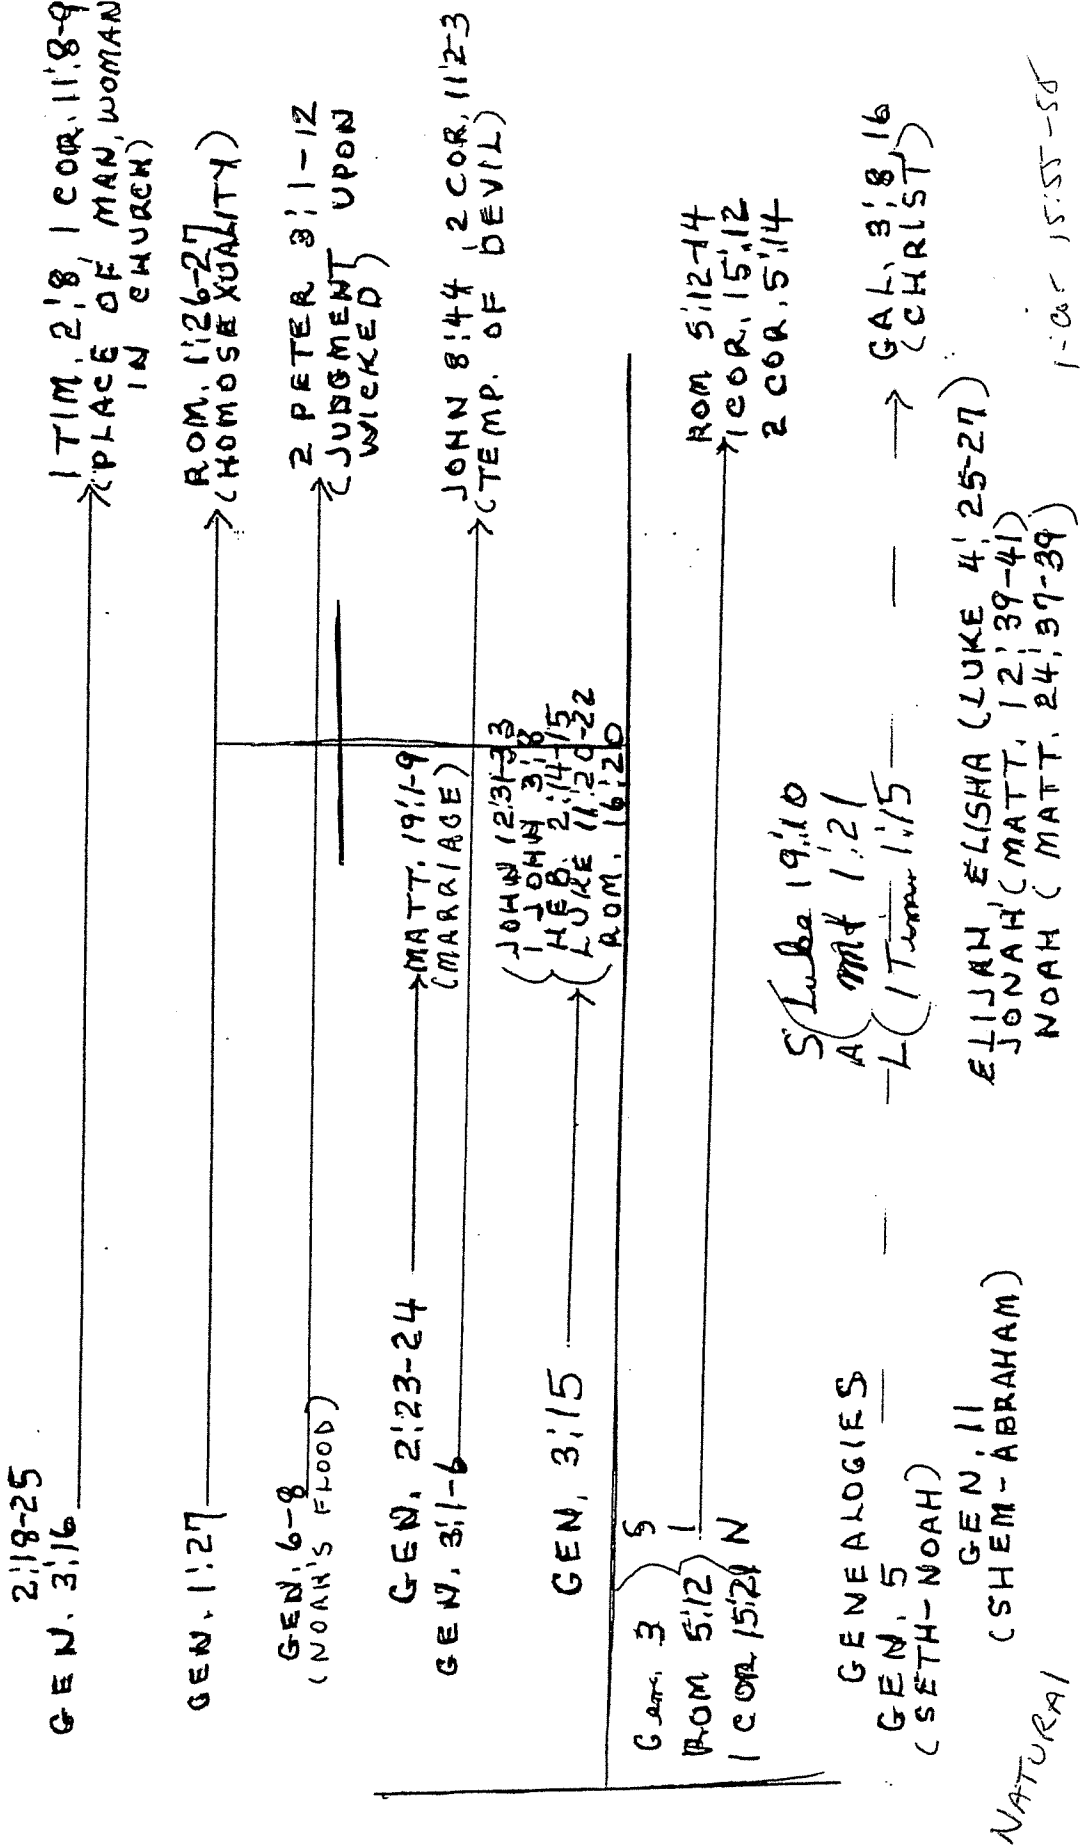 2:18-25
GEN. 3:16
1 TIM. 2:8, 1 COR. 11:8-9
(PLACE OF MAN, WOMAN
IN CHURCH)
GEN. 1:27
ROM. 1:26-27
(HOMOSEXUALITY)
GEN. 6-8
(NOAH'S FLOOD)
2 PETER 3:1-12
(JUDGMENT UPON
WICKED)
GEN. 2:23-24
MATT. 19:1-9
(MARRIAGE)
GEN. 3:1-6
JOHN 8:44, 2 COR. 11:2-3
(TEMP. OF DEVIL)
GEN. 3:15
JOHN 12:31-33
1 JOHN 3:8
HEB. 2:14-15
LUKE 11:20-22
ROM. 16:20
Gen. 3
ROM 5:12
1 COR 15:21
S
I
N
ROM 5:12-14
1 COR. 15:12
2 COR. 5:14
S
A
L
Luke 19:10
Mt 1:21
1 Tim 1:15
GENEALOGIES
GEN. 5
(SETH-NOAH)
GEN. 11
(SHEM-ABRAHAM)
GAL. 3:8, 16
(CHRIST)
ELIJAH, ELISHA (LUKE 4:25-27)
JONAH (MATT. 12:39-41)
NOAH (MATT. 24:37-39)
NATURAL
1-Cor 15:55-58